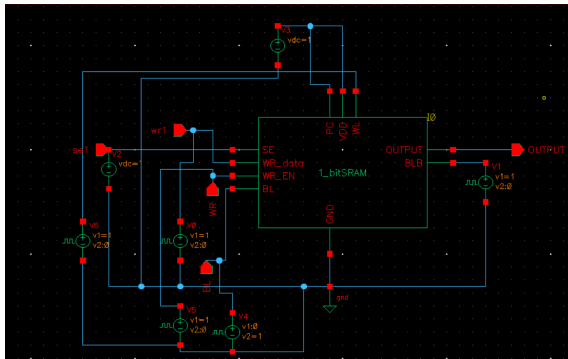 V3
vdc=1
I0
PC
VDD
WL
wr1
SE
WR_data
WR_EN
BL
1_bitSRAM
OUTPUT
BLB
OUTPUT
GND
V2
vdc=1
WR
V1
v1=1
v2:0
V6
v1=1
v2:0
V0
v1=1
v2:0
BL
gnd
V5
v1=1
v2:0
V4
v1:0
v2=1